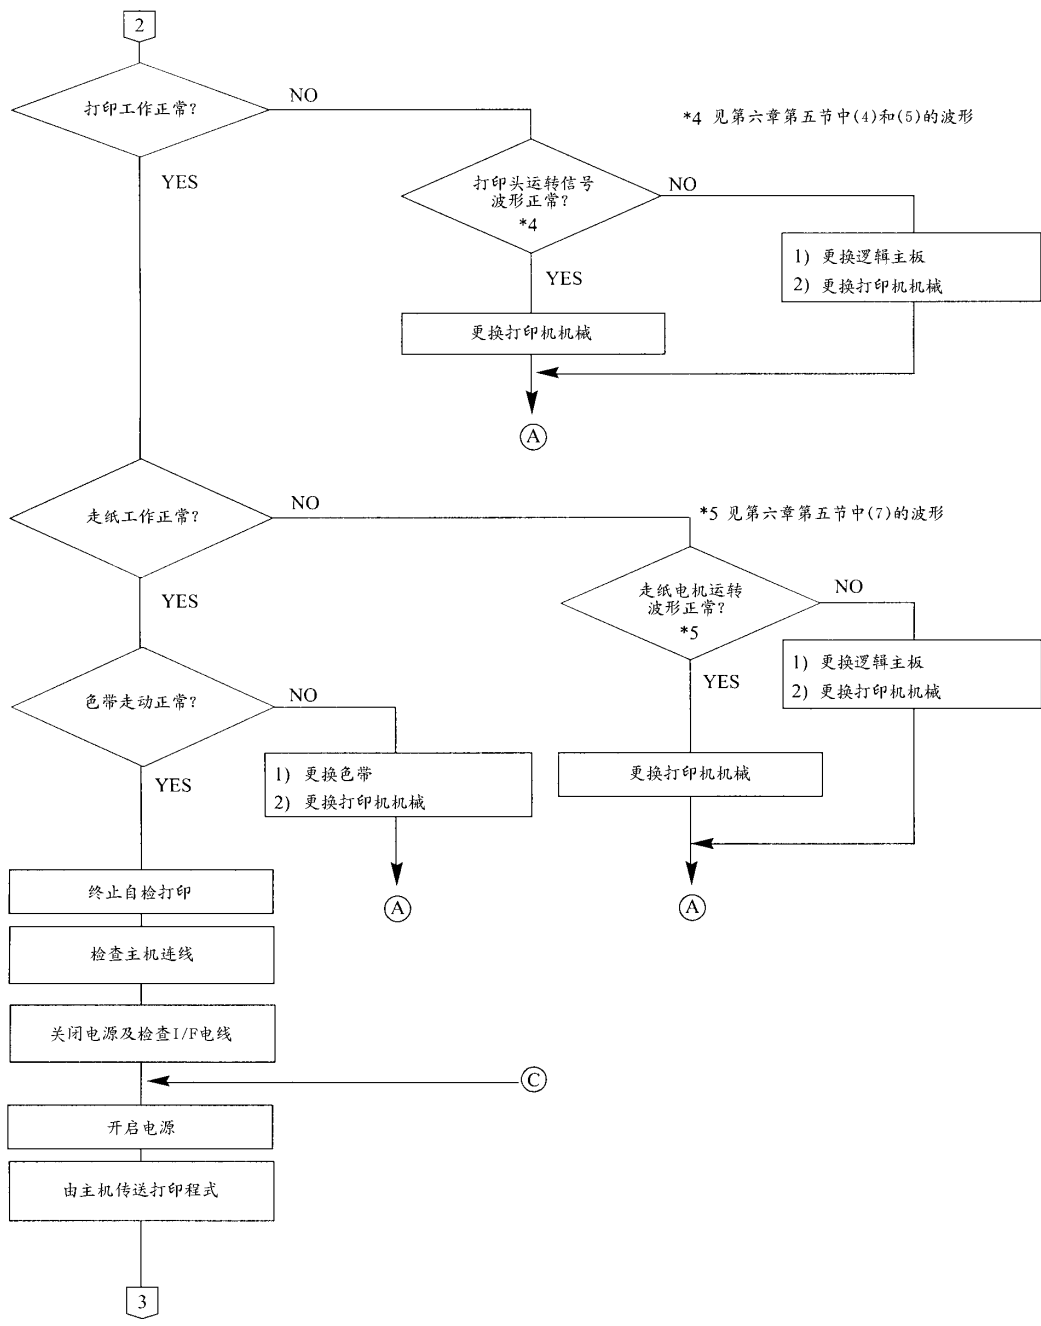 2
打印工作正常?
NO
YES
*4 见第六章第五节中(4)和(5)的波形
打印头运转信号
波形正常?
*4
NO
YES
1) 更换逻辑主板
2) 更换打印机机械
更换打印机机械
A
走纸工作正常?
NO
YES
*5 见第六章第五节中(7)的波形
走纸电机运转
波形正常?
*5
NO
YES
1) 更换逻辑主板
2) 更换打印机机械
更换打印机机械
A
色带走动正常?
NO
YES
1) 更换色带
2) 更换打印机机械
A
终止自检打印
检查主机连线
关闭电源及检查I/F电线
C
开启电源
由主机传送打印程式
3